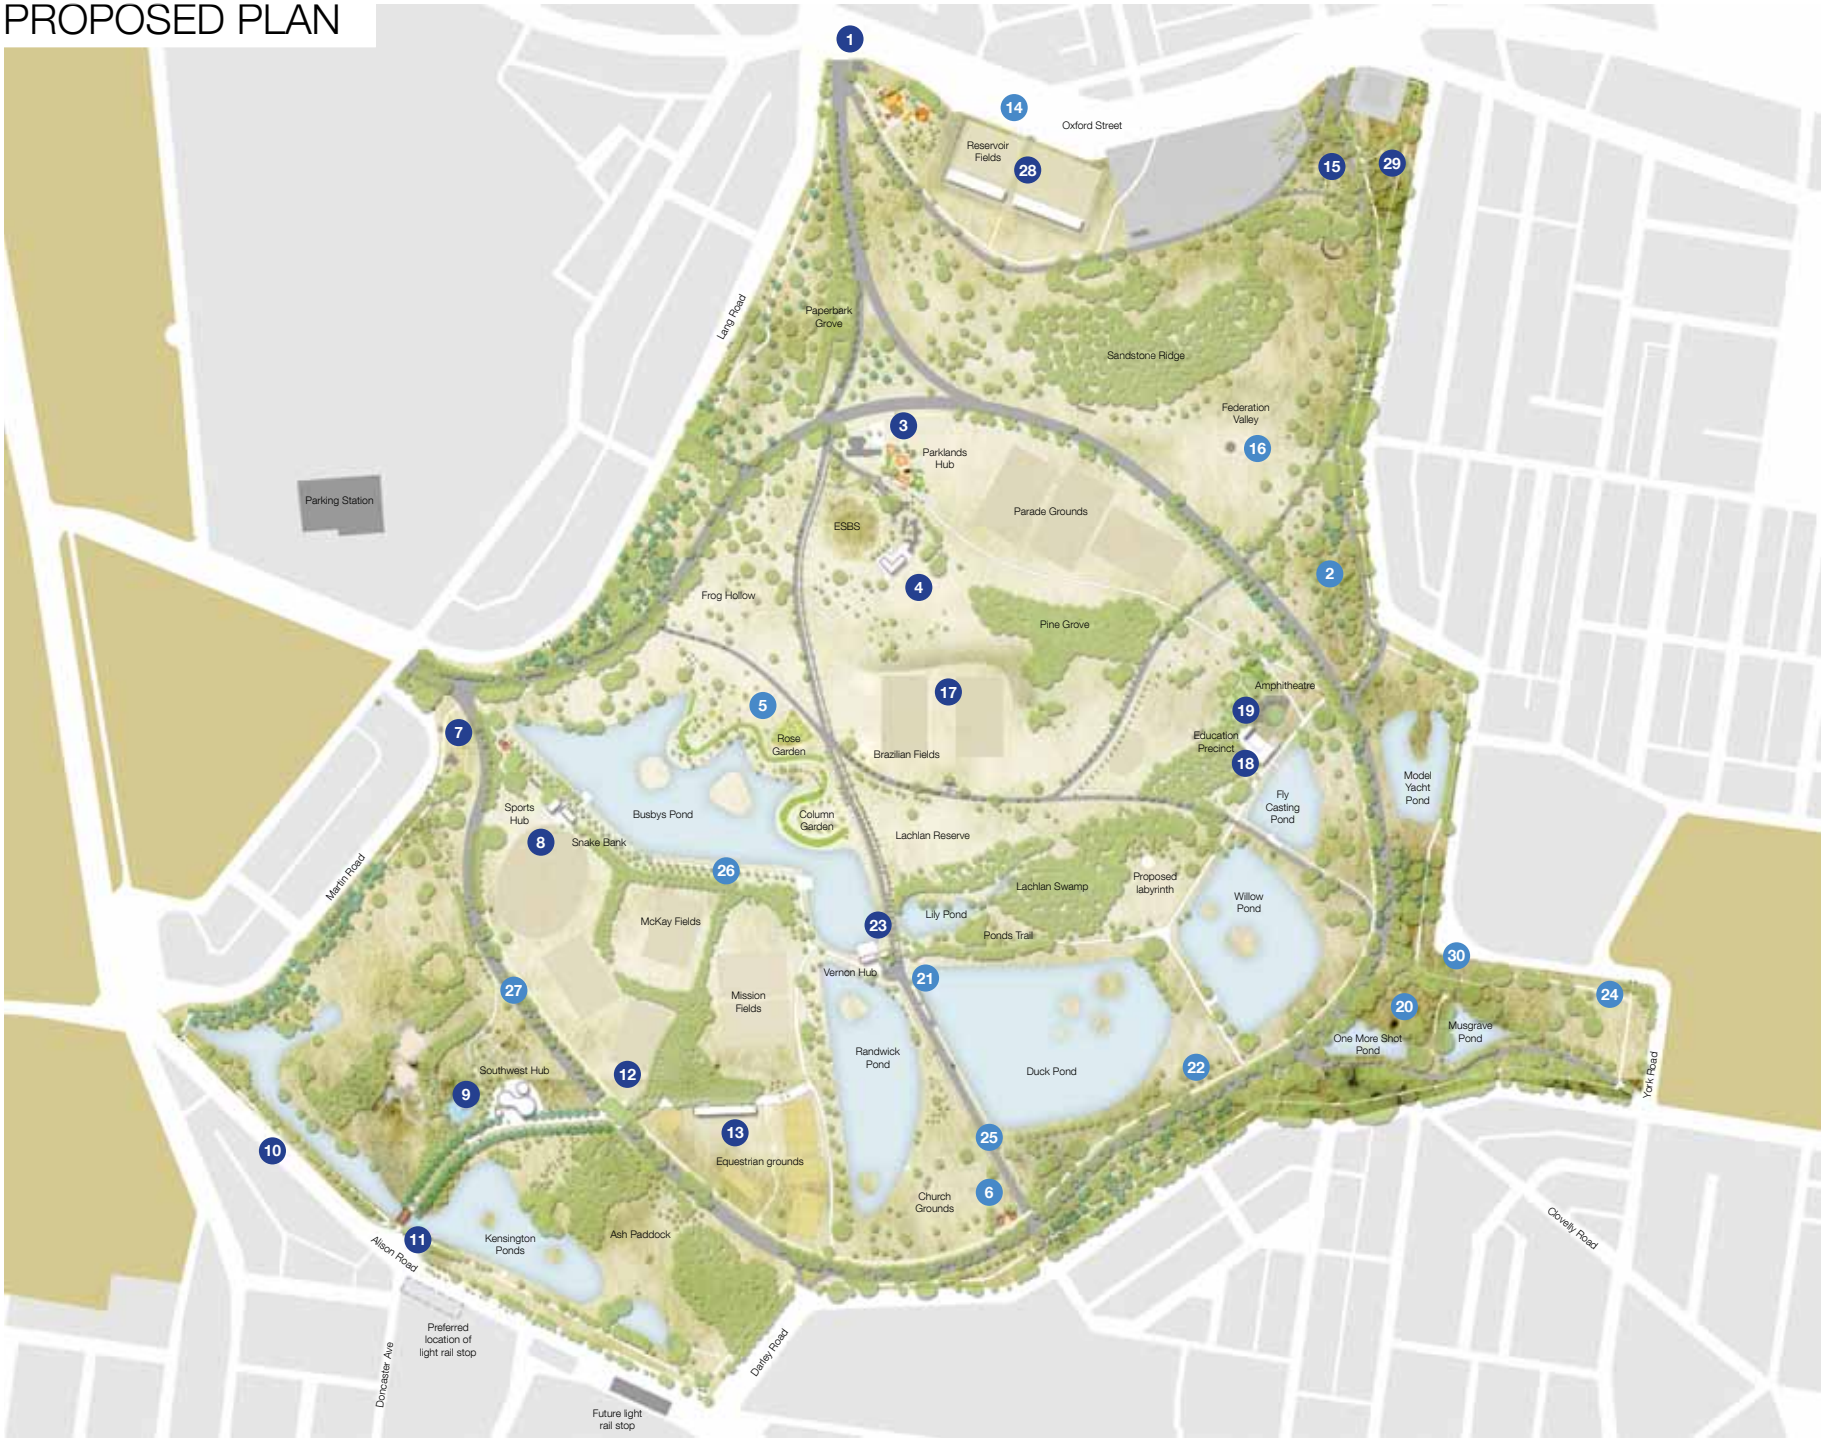 PROPOSED PLAN
1
14
Oxford Street
Reservoir
Fields
28
15
29
Lang Road
Paperbark
Grove
Sandstone Ridge
Federation
Valley
16
3
Parklands
Hub
Parking Station
ESBS
Parade Grounds
4
2
Frog Hollow
Pine Grove
17
5
Rose
Garden
Brazilian Fields
Amphitheatre
19
Education
Precinct
18
7
Sports
Hub
8
Snake Bank
Busbys Pond
Column
Garden
Lachlan Reserve
Fly
Casting
Pond
Model
Yacht
Pond
26
Martin Road
McKay Fields
Lachlan Swamp
Proposed
labyrinth
Willow
Pond
23
Lily Pond
Ponds Trail
Vernon Hub
21
30
24
27
Mission
Fields
20
One More Shot
Pond
Musgrave
Pond
Randwick
Pond
Duck Pond
22
York Road
Southwest Hub
9
12
13
Equestrian grounds
25
6
Church
Grounds
10
11
Alison Road
Kensington
Ponds
Ash Paddock
Clovelly Road
Preferred
location of
light rail stop
Doncaster Ave
Darley Road
Future light
rail stop